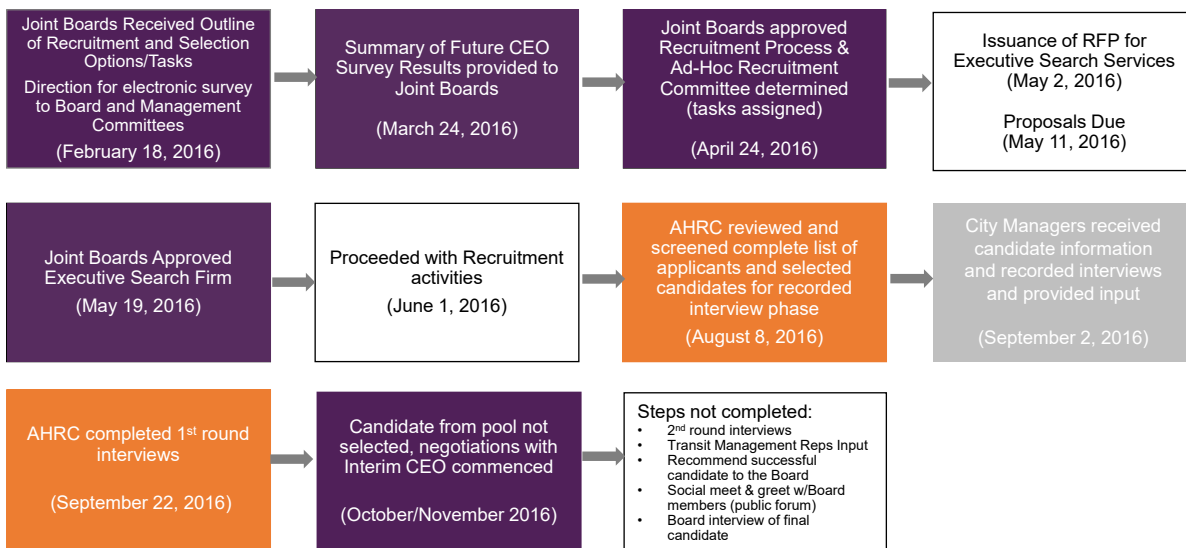 Joint Boards Received Outline
of Recruitment and Selection
Options/Tasks
Direction for electronic survey
to Board and Management
Committees
(February 18, 2016)
Summary of Future CEO
Survey Results provided to
Joint Boards
(March 24, 2016)
Joint Boards approved
Recruitment Process &
Ad-Hoc Recruitment
Committee determined
(tasks assigned)
(April 24, 2016)
Issuance of RFP for
Executive Search Services
(May 2, 2016)
Proposals Due
(May 11, 2016)
Joint Boards Approved
Executive Search Firm
(May 19, 2016)
Proceeded with Recruitment
activities
(June 1, 2016)
AHRC reviewed and
screened complete list of
applicants and selected
candidates for recorded
interview phase
(August 8, 2016)
City Managers received
candidate information
and recorded interviews
and provided input
(September 2, 2016)
AHRC completed 1st round
interviews
(September 22, 2016)
Candidate from pool not
selected, negotiations with
Interim CEO commenced
(October/November 2016)
Steps not completed:
• 2nd round interviews
• Transit Management Reps Input
• Recommend successful
candidate to the Board
• Social meet & greet w/Board
members (public forum)
• Board interview of final
candidate